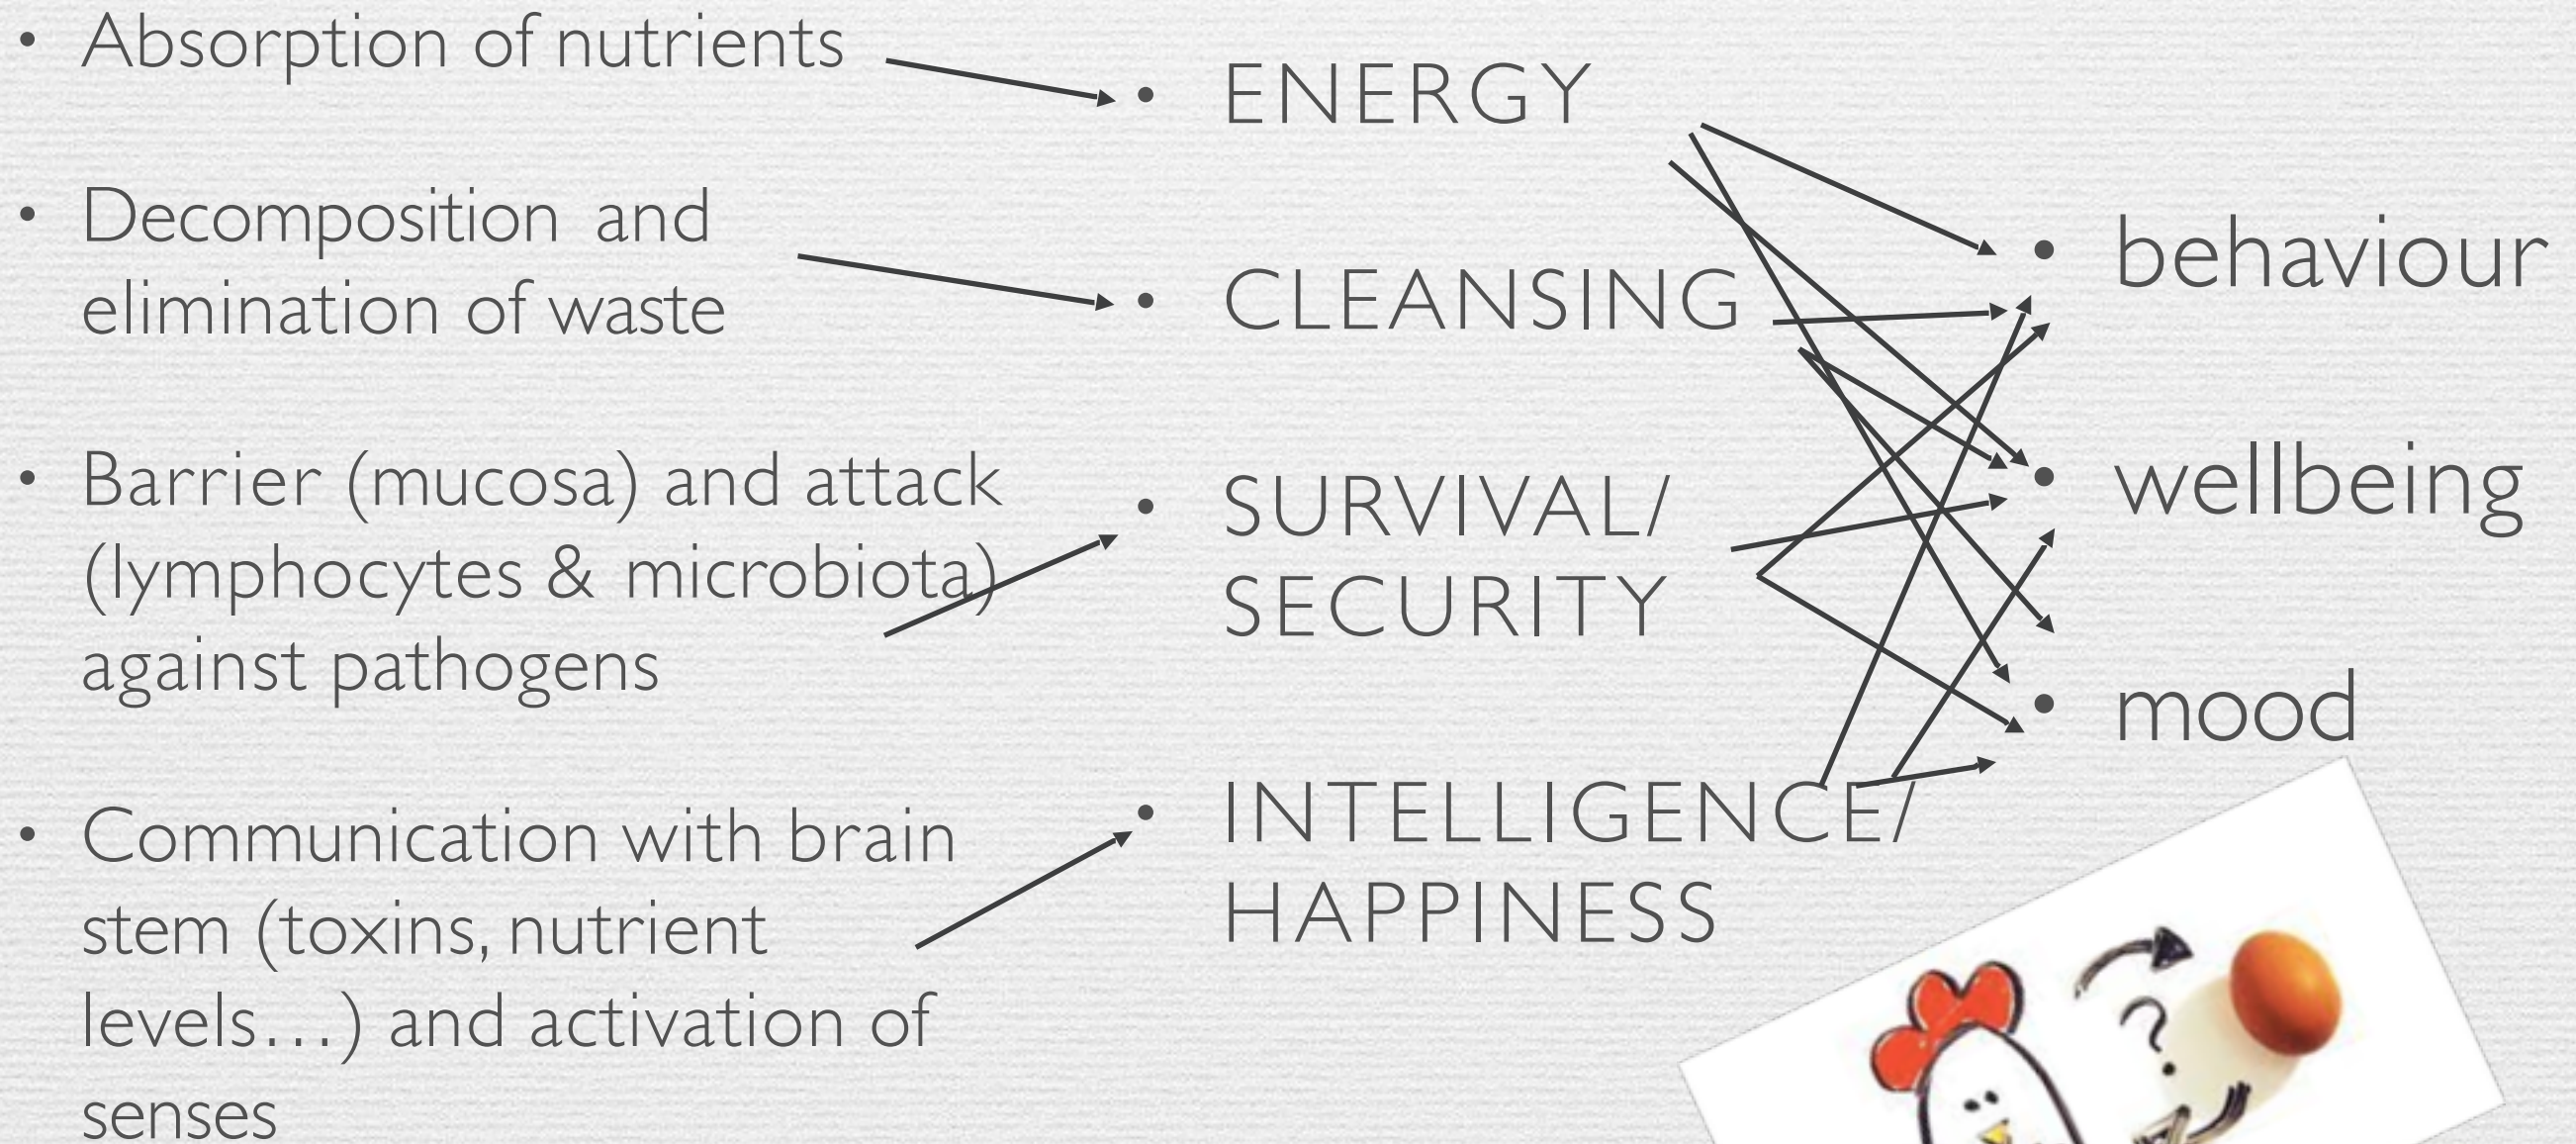 • Absorption of nutrients
• Decomposition and
elimination of waste
• Barrier (mucosa) and attack
(lymphocytes & microbiota)
against pathogens
• Communication with brain
stem (toxins, nutrient
levels…) and activation of
senses
• ENERGY
• CLEANSING
• SURVIVAL/
SECURITY
• INTELLIGENCE/
HAPPINESS
• behaviour
• wellbeing
• mood
?